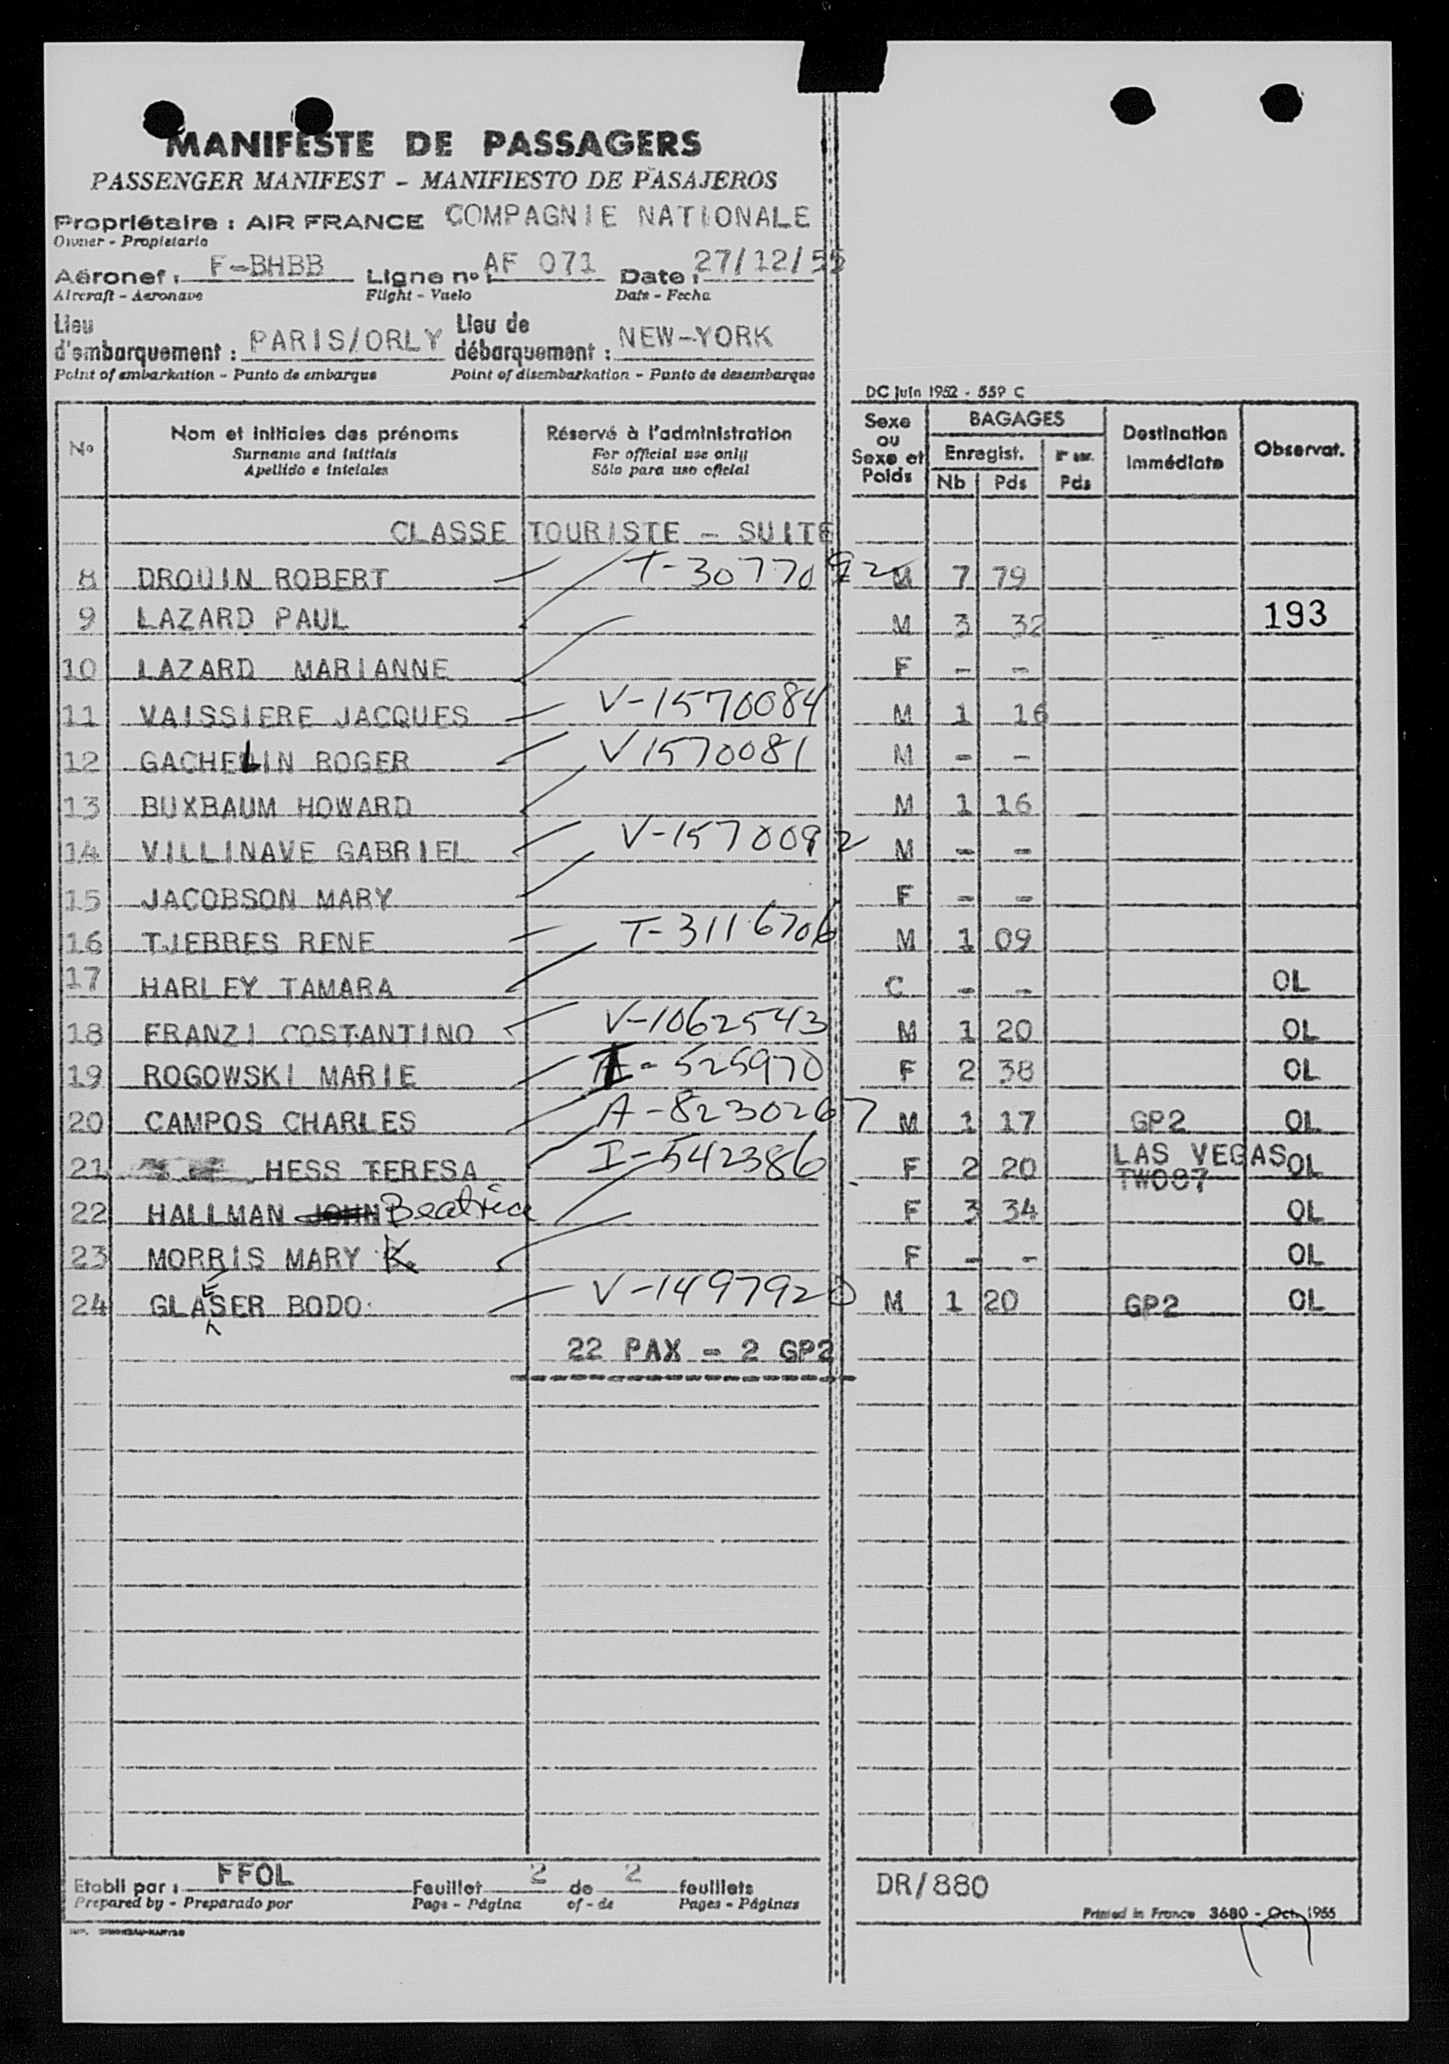 MANIFESTE DE PASSAGERS
PASSENGER MANIFEST - MANIFIESTO DE PASAJEROS
Propriétaire : AIR FRANCE COMPAGNIE NATIONALE
Owner - Propietario
Aéronef : F-BHBB Ligne no AF 071 Date : 27/12/55
Aircraft - Aeronave Flight - Vuelo Date - Fecha
Lieu d'embarquement : PARIS/ORLY Lieu de débarquement : NEW-YORK
Point of embarkation - Punto de embarque Point of disembarkation - Punto de desembarque
DC Juin 1952 - 559 C
No Nom et initiales des prénoms Réservé à l'administration Sexe ou Sexe et Poids BAGAGES Destination immédiate Observat.
Surname and initials For official use only Enregist. Pds
Apellido e iniciales Sólo para uso oficial Nb Pds
CLASSE TOURISTE - SUITE
8 DROUIN ROBERT T-30770 92 M 7 79
9 LAZARD PAUL M 3 32 193
10 LAZARD MARIANNE F - -
11 VAISSIERE JACQUES V-1570084 M 1 16
12 GACHELIN ROGER V1570081 M - -
13 BUXBAUM HOWARD M 1 16
14 VILLINAVE GABRIEL V-1570092 M - -
15 JACOBSON MARY F - -
16 TJEBBES RENE T-3116706 M 1 09
17 HARLEY TAMARA C - - OL
18 FRANZI COSTANTINO V-1062543 M 1 20 OL
19 ROGOWSKI MARIE I-525970 F 2 38 OL
20 CAMPOS CHARLES A-8230267 M 1 17 GP2 OL
21 HESS TERESA I-542386 F 2 20 LAS VEGAS OL
TW087
22 HALLMAN JOHN Beatrice F 3 34 OL
23 MORRIS MARY K. F - - OL
24 GLAESER BODO V-1497920 M 1 20 GP2 OL
22 PAX - 2 GP2
Etabli par : FFOL Feuillet 2 de 2 feuillets DR/880
Prepared by - Preparado por Page - Página of - de Pages - Páginas
Printed in France 3680 - Oct. 1955